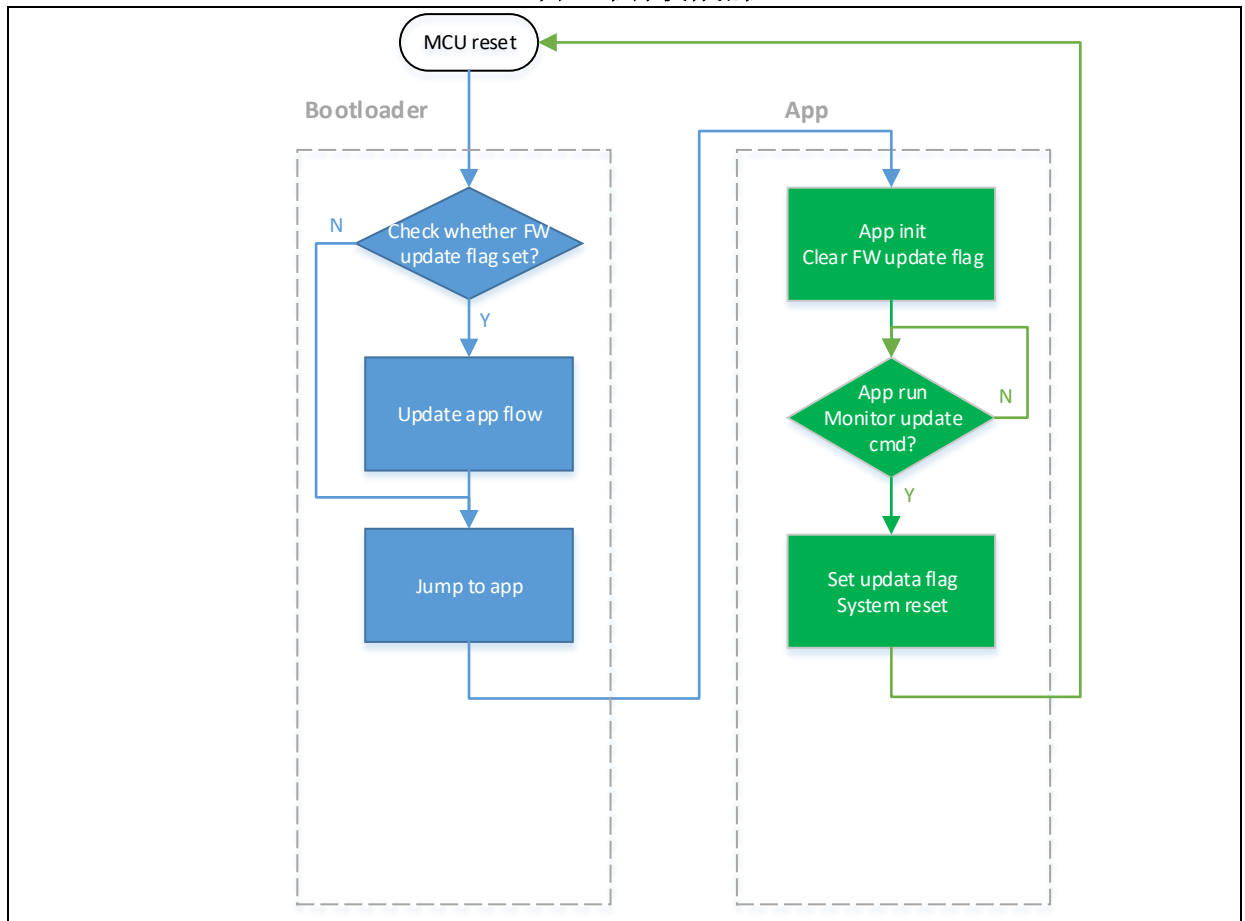 MCU reset
Bootloader
App
N
Check whether FW
update flag set?
Y
Update app flow
Jump to app
App init
Clear FW update flag
App run
Monitor update
cmd?
N
Y
Set updata flag
System reset